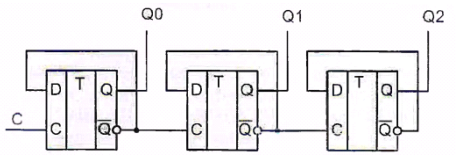 Q0 Q1 Q2
D T Q D T Q D T Q
C C Q̅ C Q̅ C Q̅